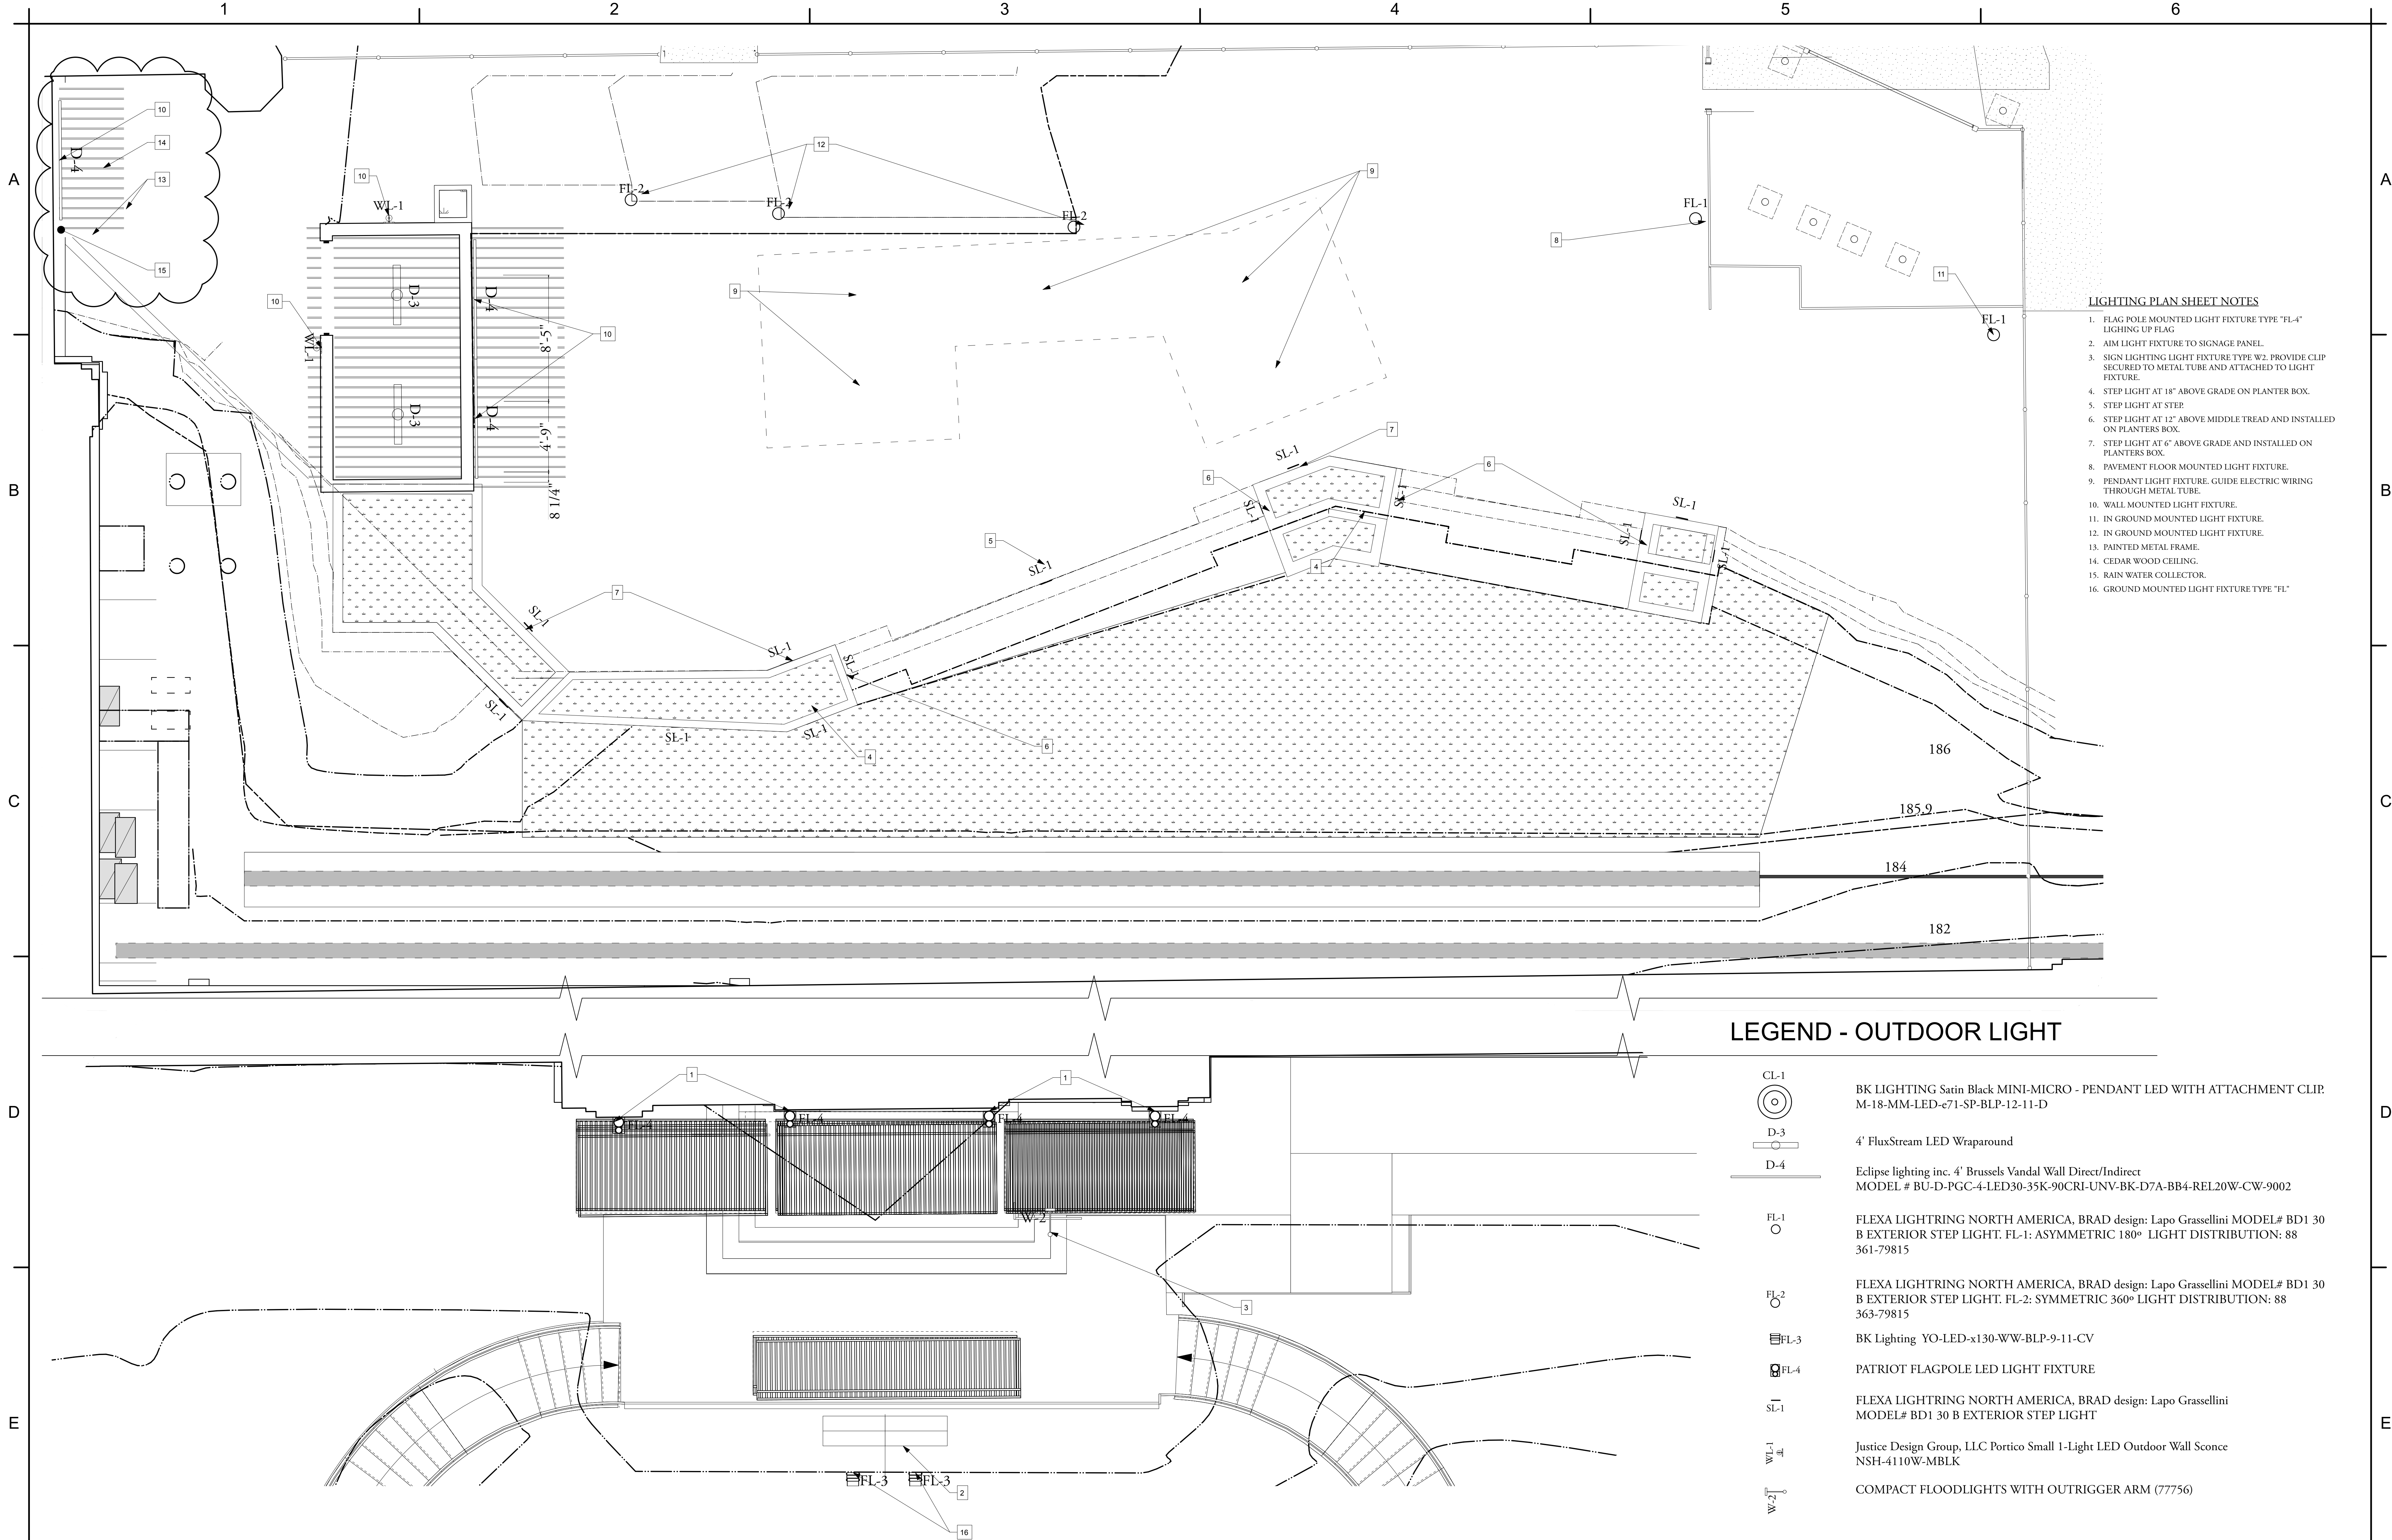 1
2
3
4
5
6
A
A
B
B
C
C
D
D
E
E
10
14
13
15
D-4
10
WL-1
12
FL-2
FL-2
FL-2
9
FL-1
8
11
FL-1
9
10
WL-1
D-3
D-4
10
8'-5"
D-3
D-4
4'-9"
8 1/4"
7
SL-1
6
6
SL-1
SL-1
SL-1
SL-1
SL-1
5
SL-1
4
7
SL-1
SL-1
SL-1
SL-1
SL-1
SL-1
4
6
186
185.9
184
182
LIGHTING PLAN SHEET NOTES
1. FLAG POLE MOUNTED LIGHT FIXTURE TYPE "FL-4"
LIGHING UP FLAG
2. AIM LIGHT FIXTURE TO SIGNAGE PANEL.
3. SIGN LIGHTING LIGHT FIXTURE TYPE W2. PROVIDE CLIP
SECURED TO METAL TUBE AND ATTACHED TO LIGHT
FIXTURE.
4. STEP LIGHT AT 18" ABOVE GRADE ON PLANTER BOX.
5. STEP LIGHT AT STEP.
6. STEP LIGHT AT 12" ABOVE MIDDLE TREAD AND INSTALLED
ON PLANTERS BOX.
7. STEP LIGHT AT 6" ABOVE GRADE AND INSTALLED ON
PLANTERS BOX.
8. PAVEMENT FLOOR MOUNTED LIGHT FIXTURE.
9. PENDANT LIGHT FIXTURE. GUIDE ELECTRIC WIRING
THROUGH METAL TUBE.
10. WALL MOUNTED LIGHT FIXTURE.
11. IN GROUND MOUNTED LIGHT FIXTURE.
12. IN GROUND MOUNTED LIGHT FIXTURE.
13. PAINTED METAL FRAME.
14. CEDAR WOOD CEILING.
15. RAIN WATER COLLECTOR.
16. GROUND MOUNTED LIGHT FIXTURE TYPE "FL"
1
1
FL-4
FL-4
FL-4
FL-4
W-2
3
FL-3
FL-3
2
16
LEGEND - OUTDOOR LIGHT
CL-1
BK LIGHTING Satin Black MINI-MICRO - PENDANT LED WITH ATTACHMENT CLIP.
M-18-MM-LED-e71-SP-BLP-12-11-D
D-3
4' FluxStream LED Wraparound
D-4
Eclipse lighting inc. 4' Brussels Vandal Wall Direct/Indirect
MODEL # BU-D-PGC-4-LED30-35K-90CRI-UNV-BK-D7A-BB4-REL20W-CW-9002
FL-1
FLEXA LIGHTRING NORTH AMERICA, BRAD design: Lapo Grassellini MODEL# BD1 30
B EXTERIOR STEP LIGHT. FL-1: ASYMMETRIC 180º LIGHT DISTRIBUTION: 88
361-79815
FL-2
FLEXA LIGHTRING NORTH AMERICA, BRAD design: Lapo Grassellini MODEL# BD1 30
B EXTERIOR STEP LIGHT. FL-2: SYMMETRIC 360º LIGHT DISTRIBUTION: 88
363-79815
FL-3
BK Lighting YO-LED-x130-WW-BLP-9-11-CV
FL-4
PATRIOT FLAGPOLE LED LIGHT FIXTURE
SL-1
FLEXA LIGHTRING NORTH AMERICA, BRAD design: Lapo Grassellini
MODEL# BD1 30 B EXTERIOR STEP LIGHT
WL-1
Justice Design Group, LLC Portico Small 1-Light LED Outdoor Wall Sconce
NSH-4110W-MBLK
W-2
COMPACT FLOODLIGHTS WITH OUTRIGGER ARM (77756)